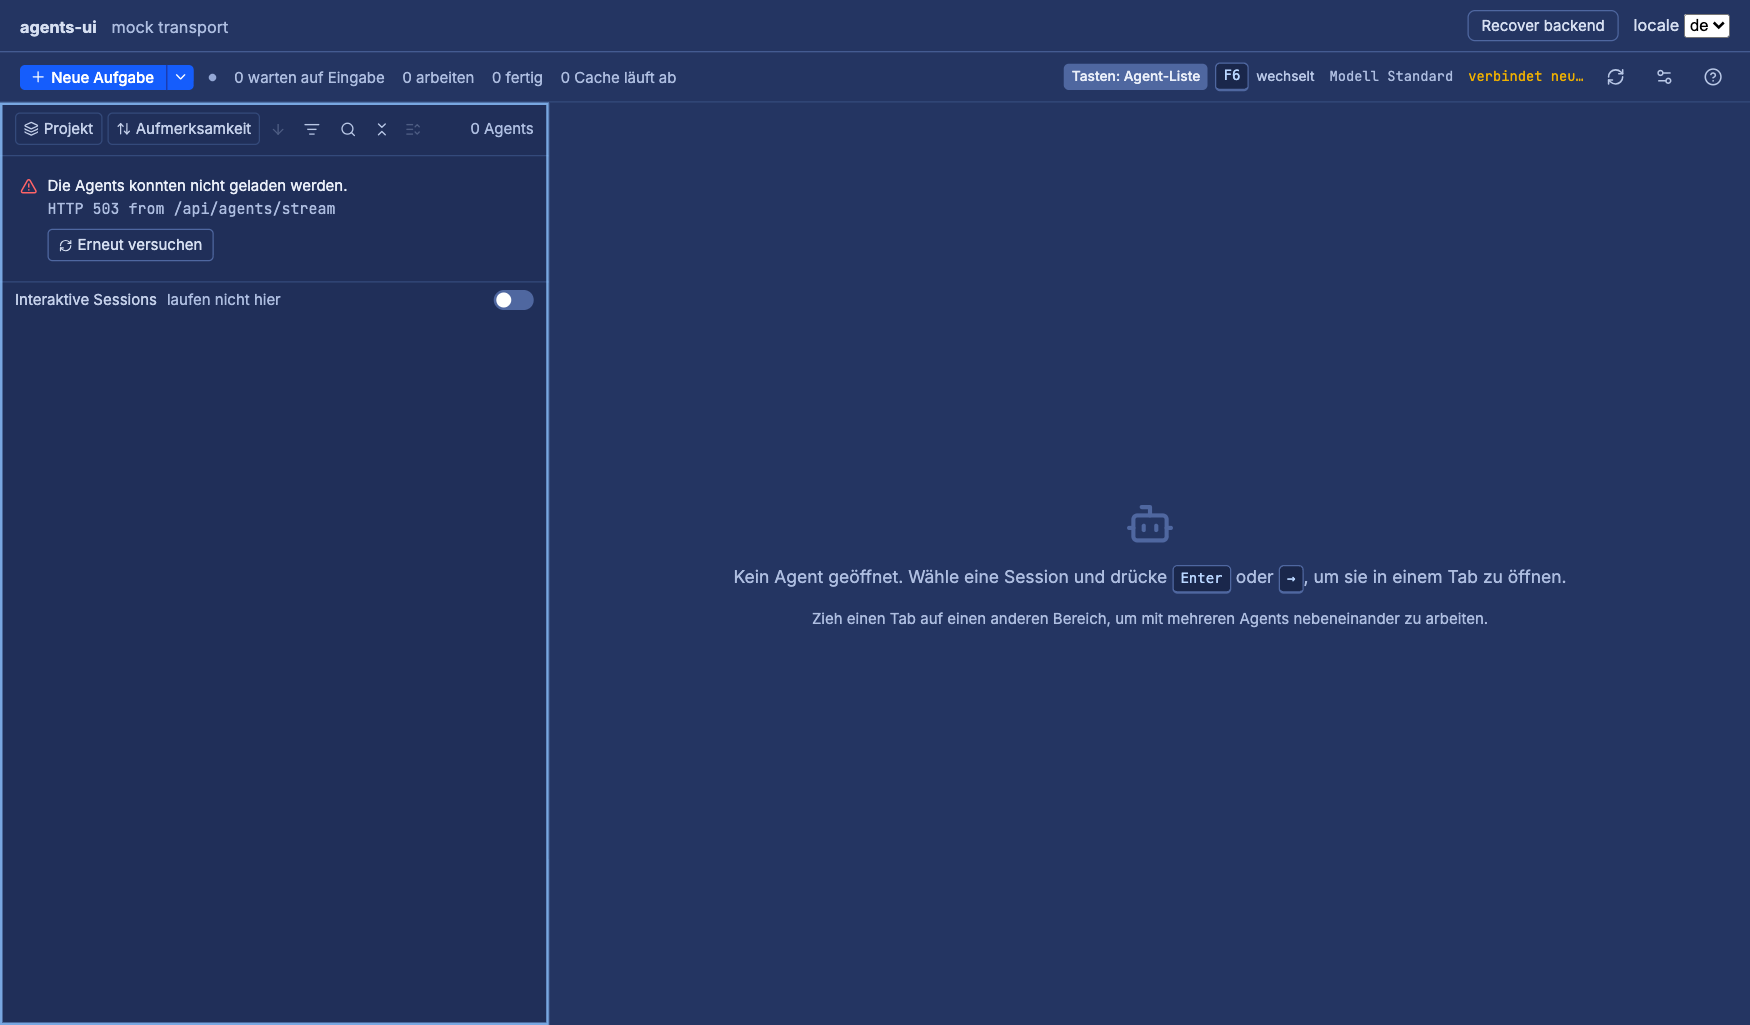 agents-ui mock transport
Recover backend locale de
Neue Aufgabe 0 warten auf Eingabe 0 arbeiten 0 fertig 0 Cache läuft ab
Tasten: Agent-Liste F6 wechselt Modell Standard verbindet neu…
Projekt Aufmerksamkeit 0 Agents
Die Agents konnten nicht geladen werden.
HTTP 503 from /api/agents/stream
Erneut versuchen
Interaktive Sessions laufen nicht hier
Kein Agent geöffnet. Wähle eine Session und drücke Enter oder →, um sie in einem Tab zu öffnen.
Zieh einen Tab auf einen anderen Bereich, um mit mehreren Agents nebeneinander zu arbeiten.